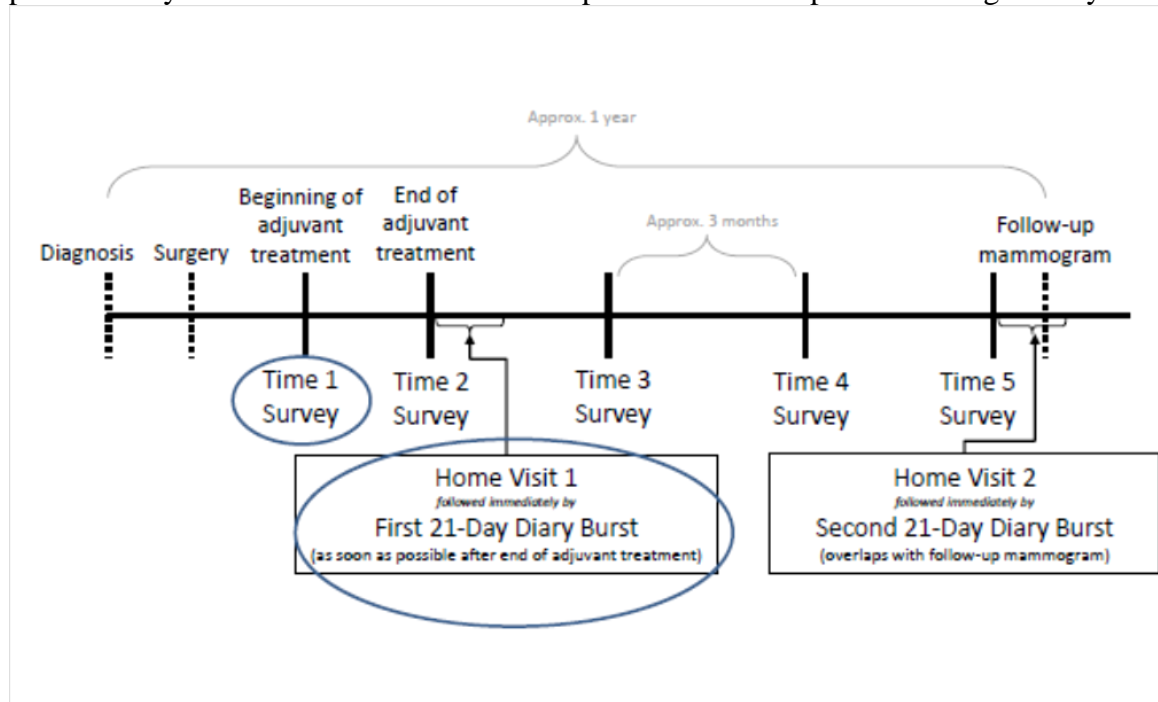 Approx. 1 year
Beginning of
adjuvant
treatment
End of
adjuvant
treatment
Approx. 3 months
Follow-up
mammogram
Diagnosis
Surgery
Time 1
Survey
Time 2
Survey
Time 3
Survey
Time 4
Survey
Time 5
Survey
Home Visit 1
followed immediately by
First 21-Day Diary Burst
(as soon as possible after end of adjuvant treatment)
Home Visit 2
followed immediately by
Second 21-Day Diary Burst
(overlaps with follow-up mammogram)